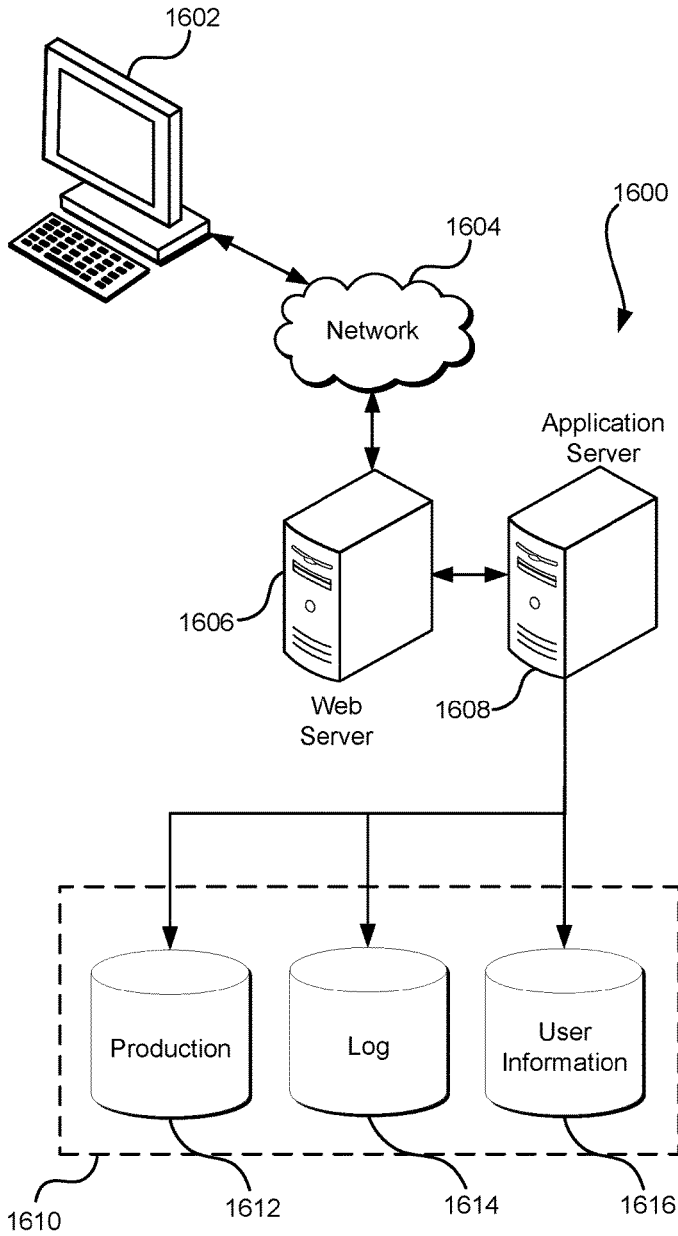 1602
1600
1604
Network
Application
Server
1606
1608
Web
Server
Production
Log
User
Information
1610
1612
1614
1616